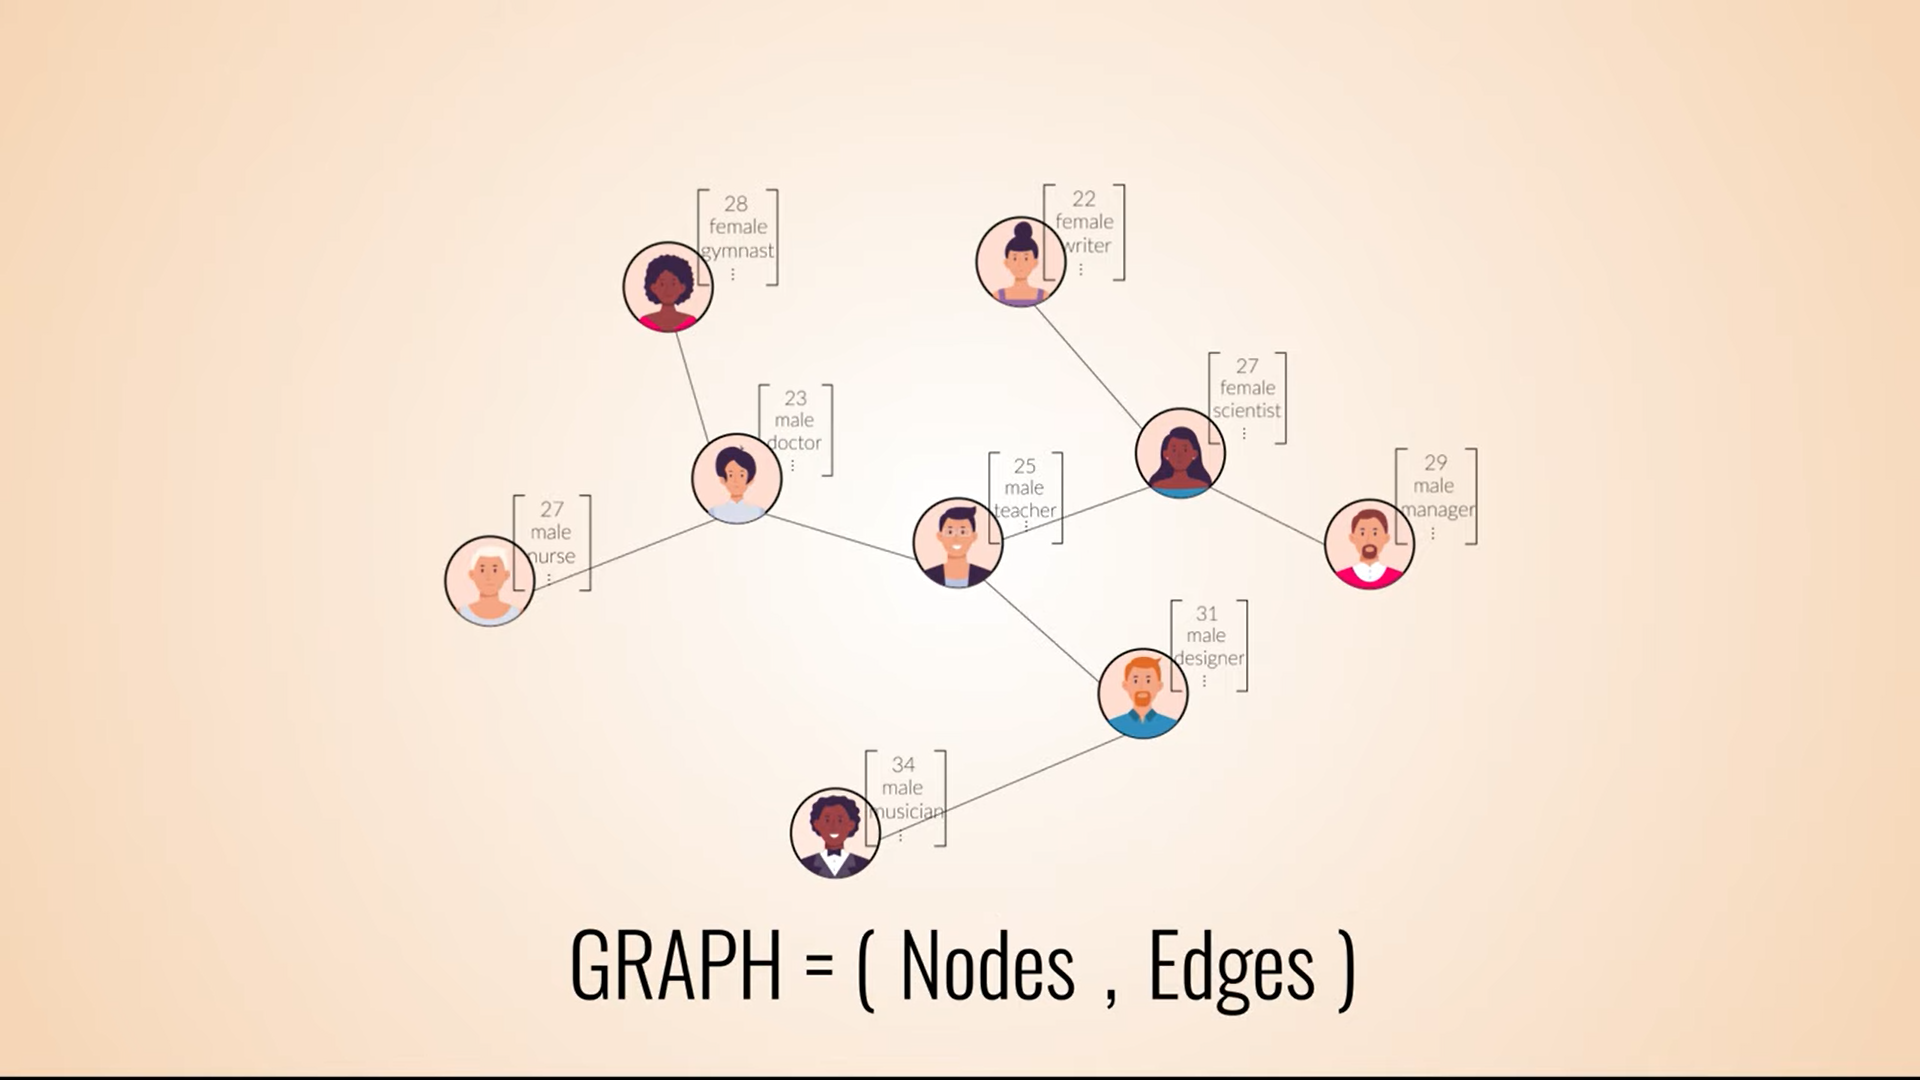 28
female
gymnast
⋮
22
female
writer
⋮
27
female
scientist
⋮
23
male
doctor
⋮
25
male
teacher
⋮
29
male
manager
⋮
27
male
nurse
⋮
31
male
designer
⋮
34
male
musician
⋮
GRAPH = ( Nodes , Edges )